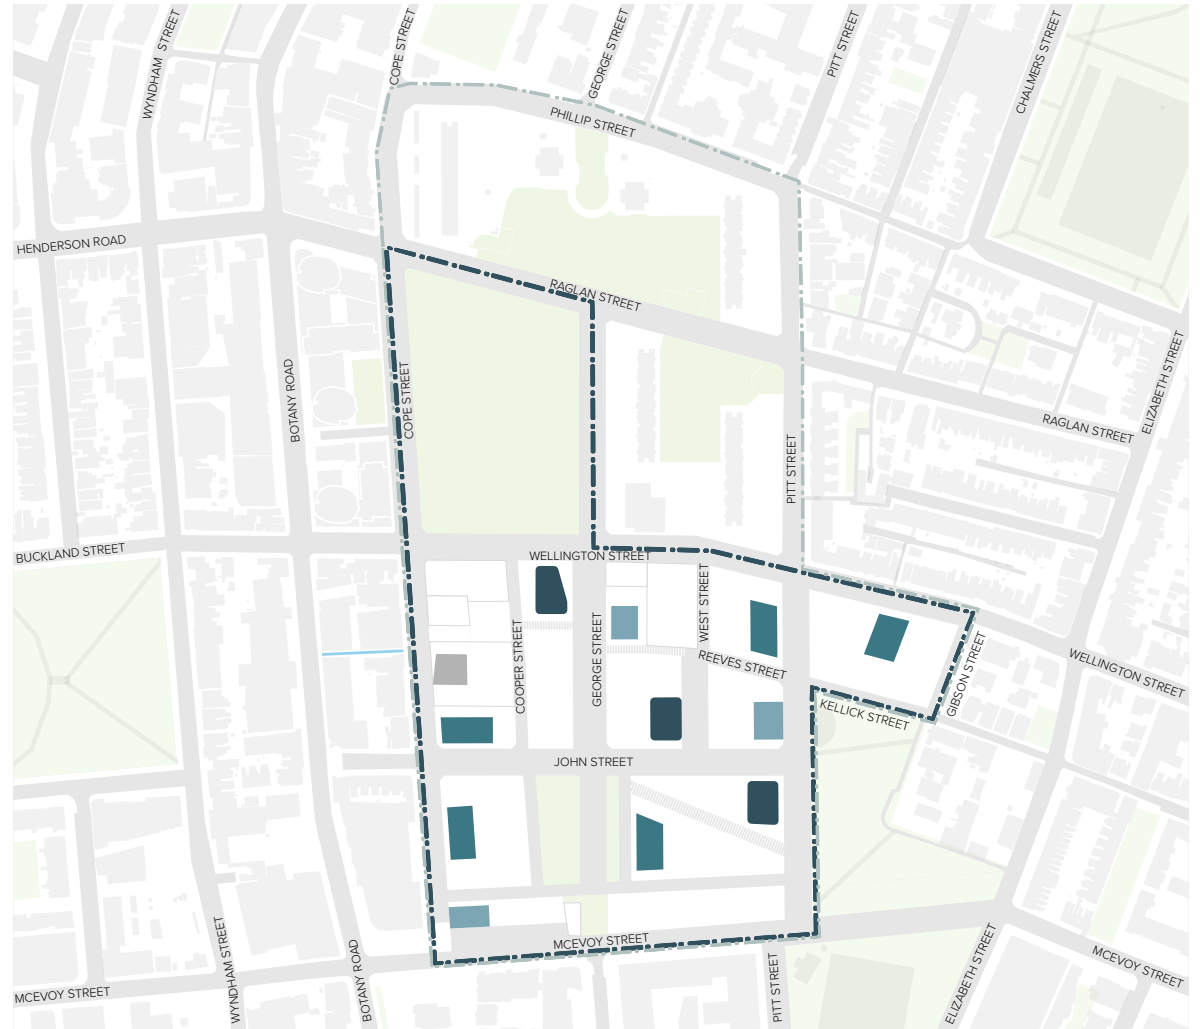 WYNDHAM STREET
COPE STREET
GEORGE STREET
PITT STREET
CHALMERS STREET
PHILLIP STREET
HENDERSON ROAD
RAGLAN STREET
BOTANY ROAD
COPE STREET
ELIZABETH STREET
RAGLAN STREET
PITT STREET
BUCKLAND STREET
WELLINGTON STREET
WEST STREET
COOPER STREET
GEORGE STREET
REEVES STREET
GIBSON STREET
WELLINGTON STREET
KELLICK STREET
JOHN STREET
MCEVOY STREET
WYNDHAM STREET
BOTANY ROAD
PITT STREET
ELIZABETH STREET
MCEVOY STREET
MCEVOY STREET